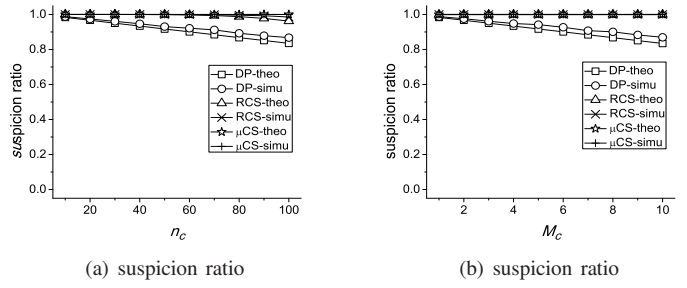 suspicion ratio
1.0
0.8
0.6
0.4
0.2
0.0
DP-theo
DP-simu
RCS-theo
RCS-simu
μCS-theo
μCS-simu
20 40 60 80 100
n_c
(a) suspicion ratio
suspicion ratio
1.0
0.8
0.6
0.4
0.2
0.0
DP-theo
DP-simu
RCS-theo
RCS-simu
μCS-theo
μCS-simu
2 4 6 8 10
M_c
(b) suspicion ratio